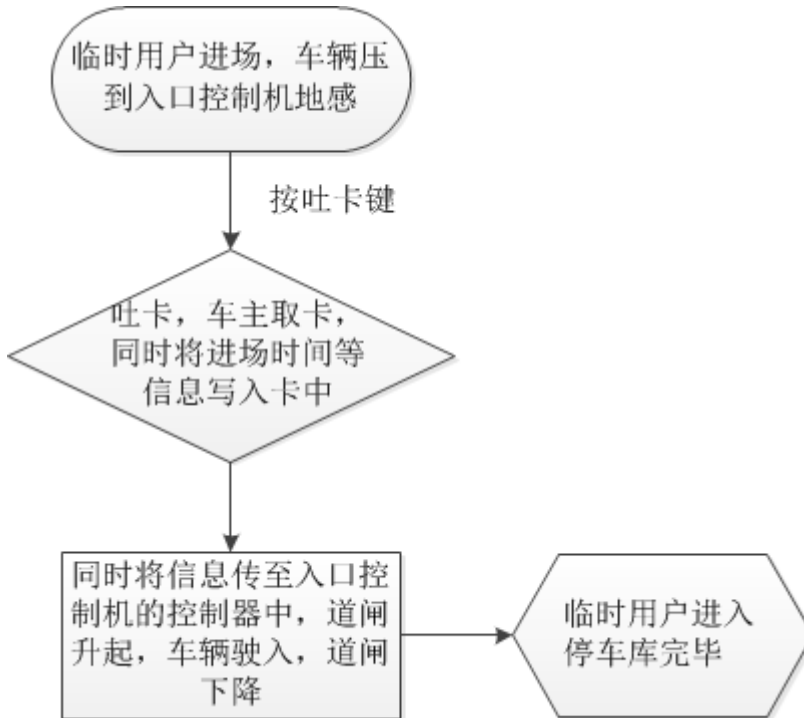 临时用户进场，车辆压
到入口控制机地感
按吐卡键
吐卡，车主取卡，
同时将进场时间等
信息写入卡中
同时将信息传至入口控
制机的控制器中，道闸
升起，车辆驶入，道闸
下降
临时用户进入
停车库完毕